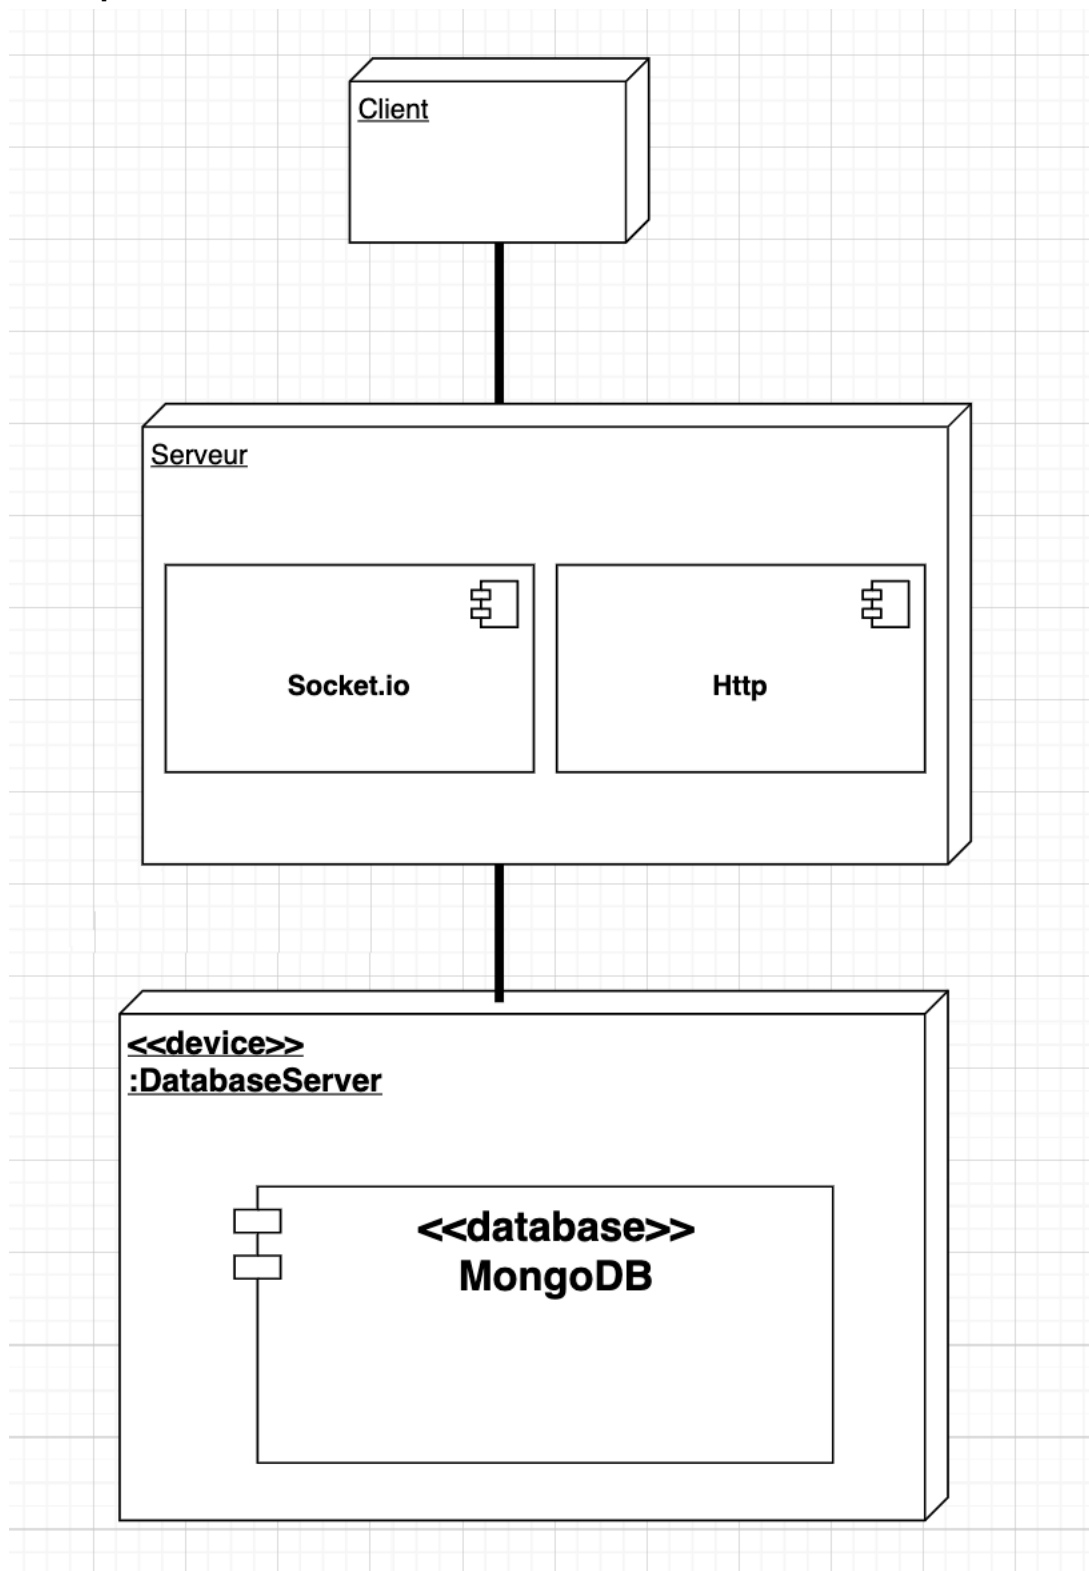 Client
Serveur
Socket.io
Http
<<device>>
:DatabaseServer
<<database>>
MongoDB